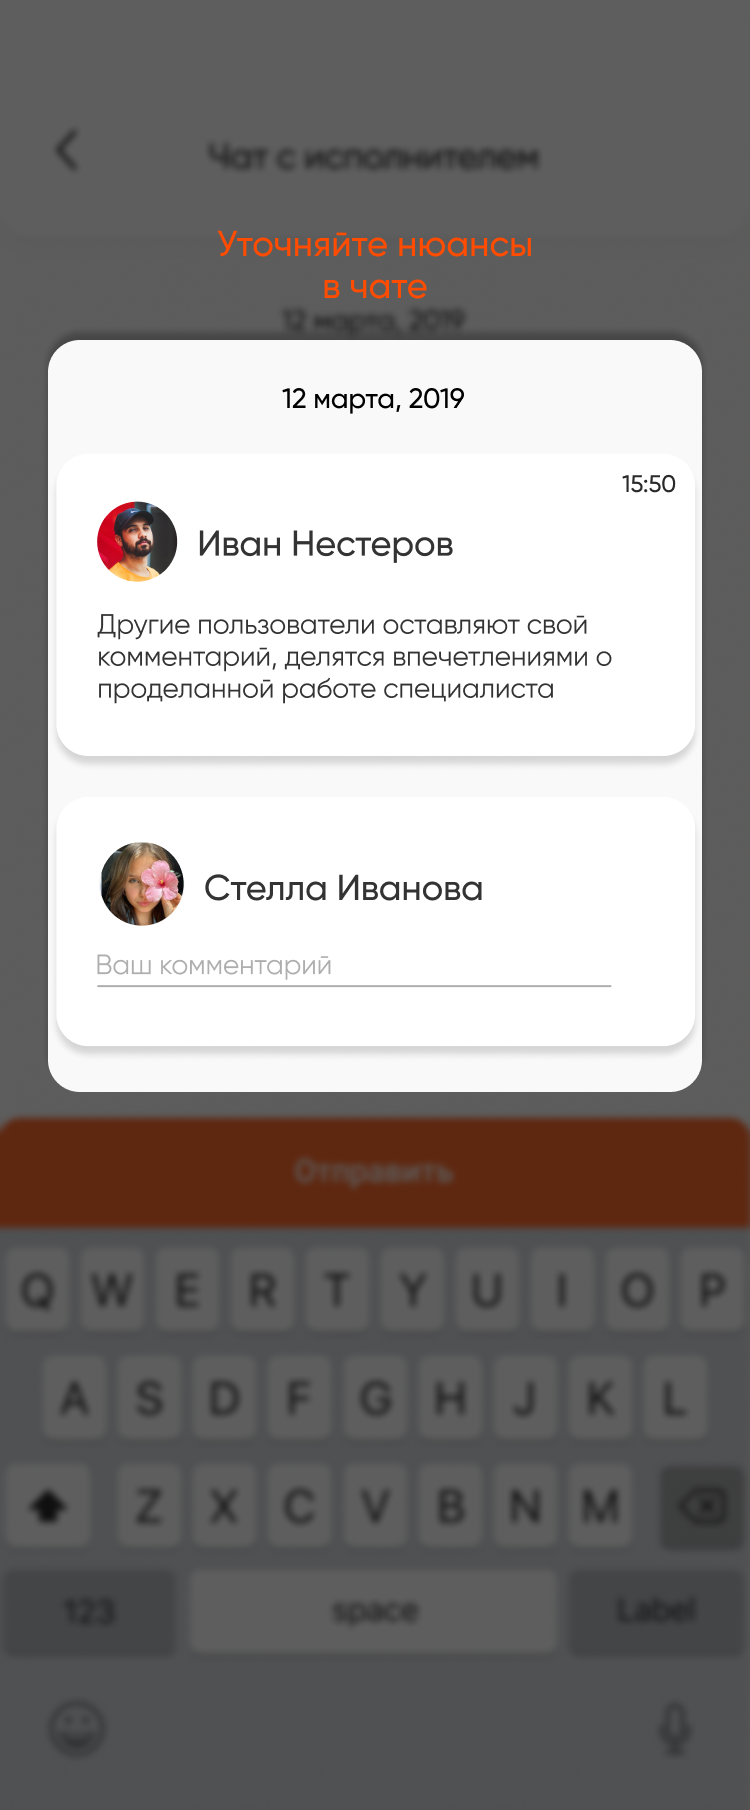 Чат с исполнителем
Уточняйте нюансы
в чате
12 марта, 2019
12 марта, 2019
15:50
Иван Нестеров
Другие пользователи оставляют свой
комментарий, делятся впечетлениями о
проделанной работе специалиста
Стелла Иванова
Ваш комментарий
Отправить
Q W E R T Y U I O P
A S D F G H J K L
Z X C V B N M
123 space Label